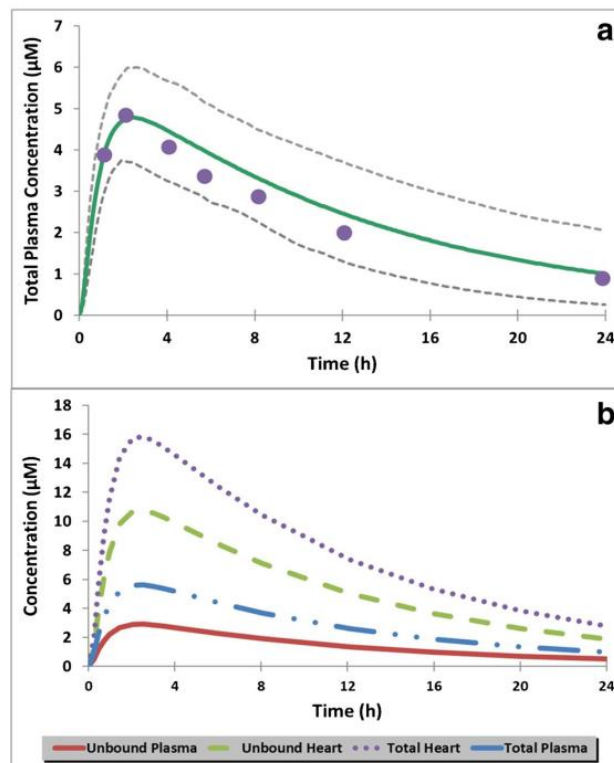 a
7
6
5
4
3
2
1
0
Total Plasma Concentration (µM)
0 4 8 12 16 20 24
Time (h)
b
18
16
14
12
10
8
6
4
2
0
Concentration (µM)
0 4 8 12 16 20 24
Time (h)
Unbound Plasma Unbound Heart Total Heart Total Plasma